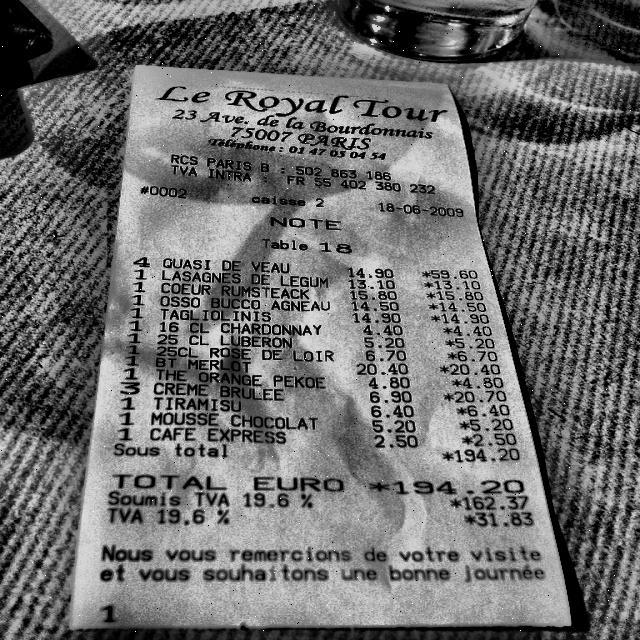 Le Royal Tour
23 Ave. de la Bourdonnais
75007 PARIS
Téléphone : 01 47 05 04 54
RCS PARIS B 502 863 186
TVA INTRA FR 55 402 380 232
#0002 caisse 2 18-06-2009
NOTE
Table 18
4 QUASI DE VEAU 14.90 *59.60
1 LASAGNES DE LEGUM 13.10 *13.10
1 COEUR RUMSTEACK 15.80 *15.80
1 OSSO BUCCO AGNEAU 14.50 *14.50
1 TAGLIOLINIS 14.90 *14.90
1 16 CL CHARDONNAY 4.40 *4.40
1 25 CL LUBERON 5.20 *5.20
1 25CL ROSE DE LOIR 6.70 *6.70
1 BT MERLOT 20.40 *20.40
1 THE ORANGE PEKOE 4.80 *4.80
3 CREME BRULEE 6.90 *20.70
1 TIRAMISU 6.40 *6.40
1 MOUSSE CHOCOLAT 5.20 *5.20
1 CAFE EXPRESS 2.50 *2.50
Sous total *194.20
TOTAL EURO *194.20
Soumis TVA 19.6 % *162.37
TVA 19.6 % *31.83
Nous vous remercions de votre visite
et vous souhaitons une bonne journée
1